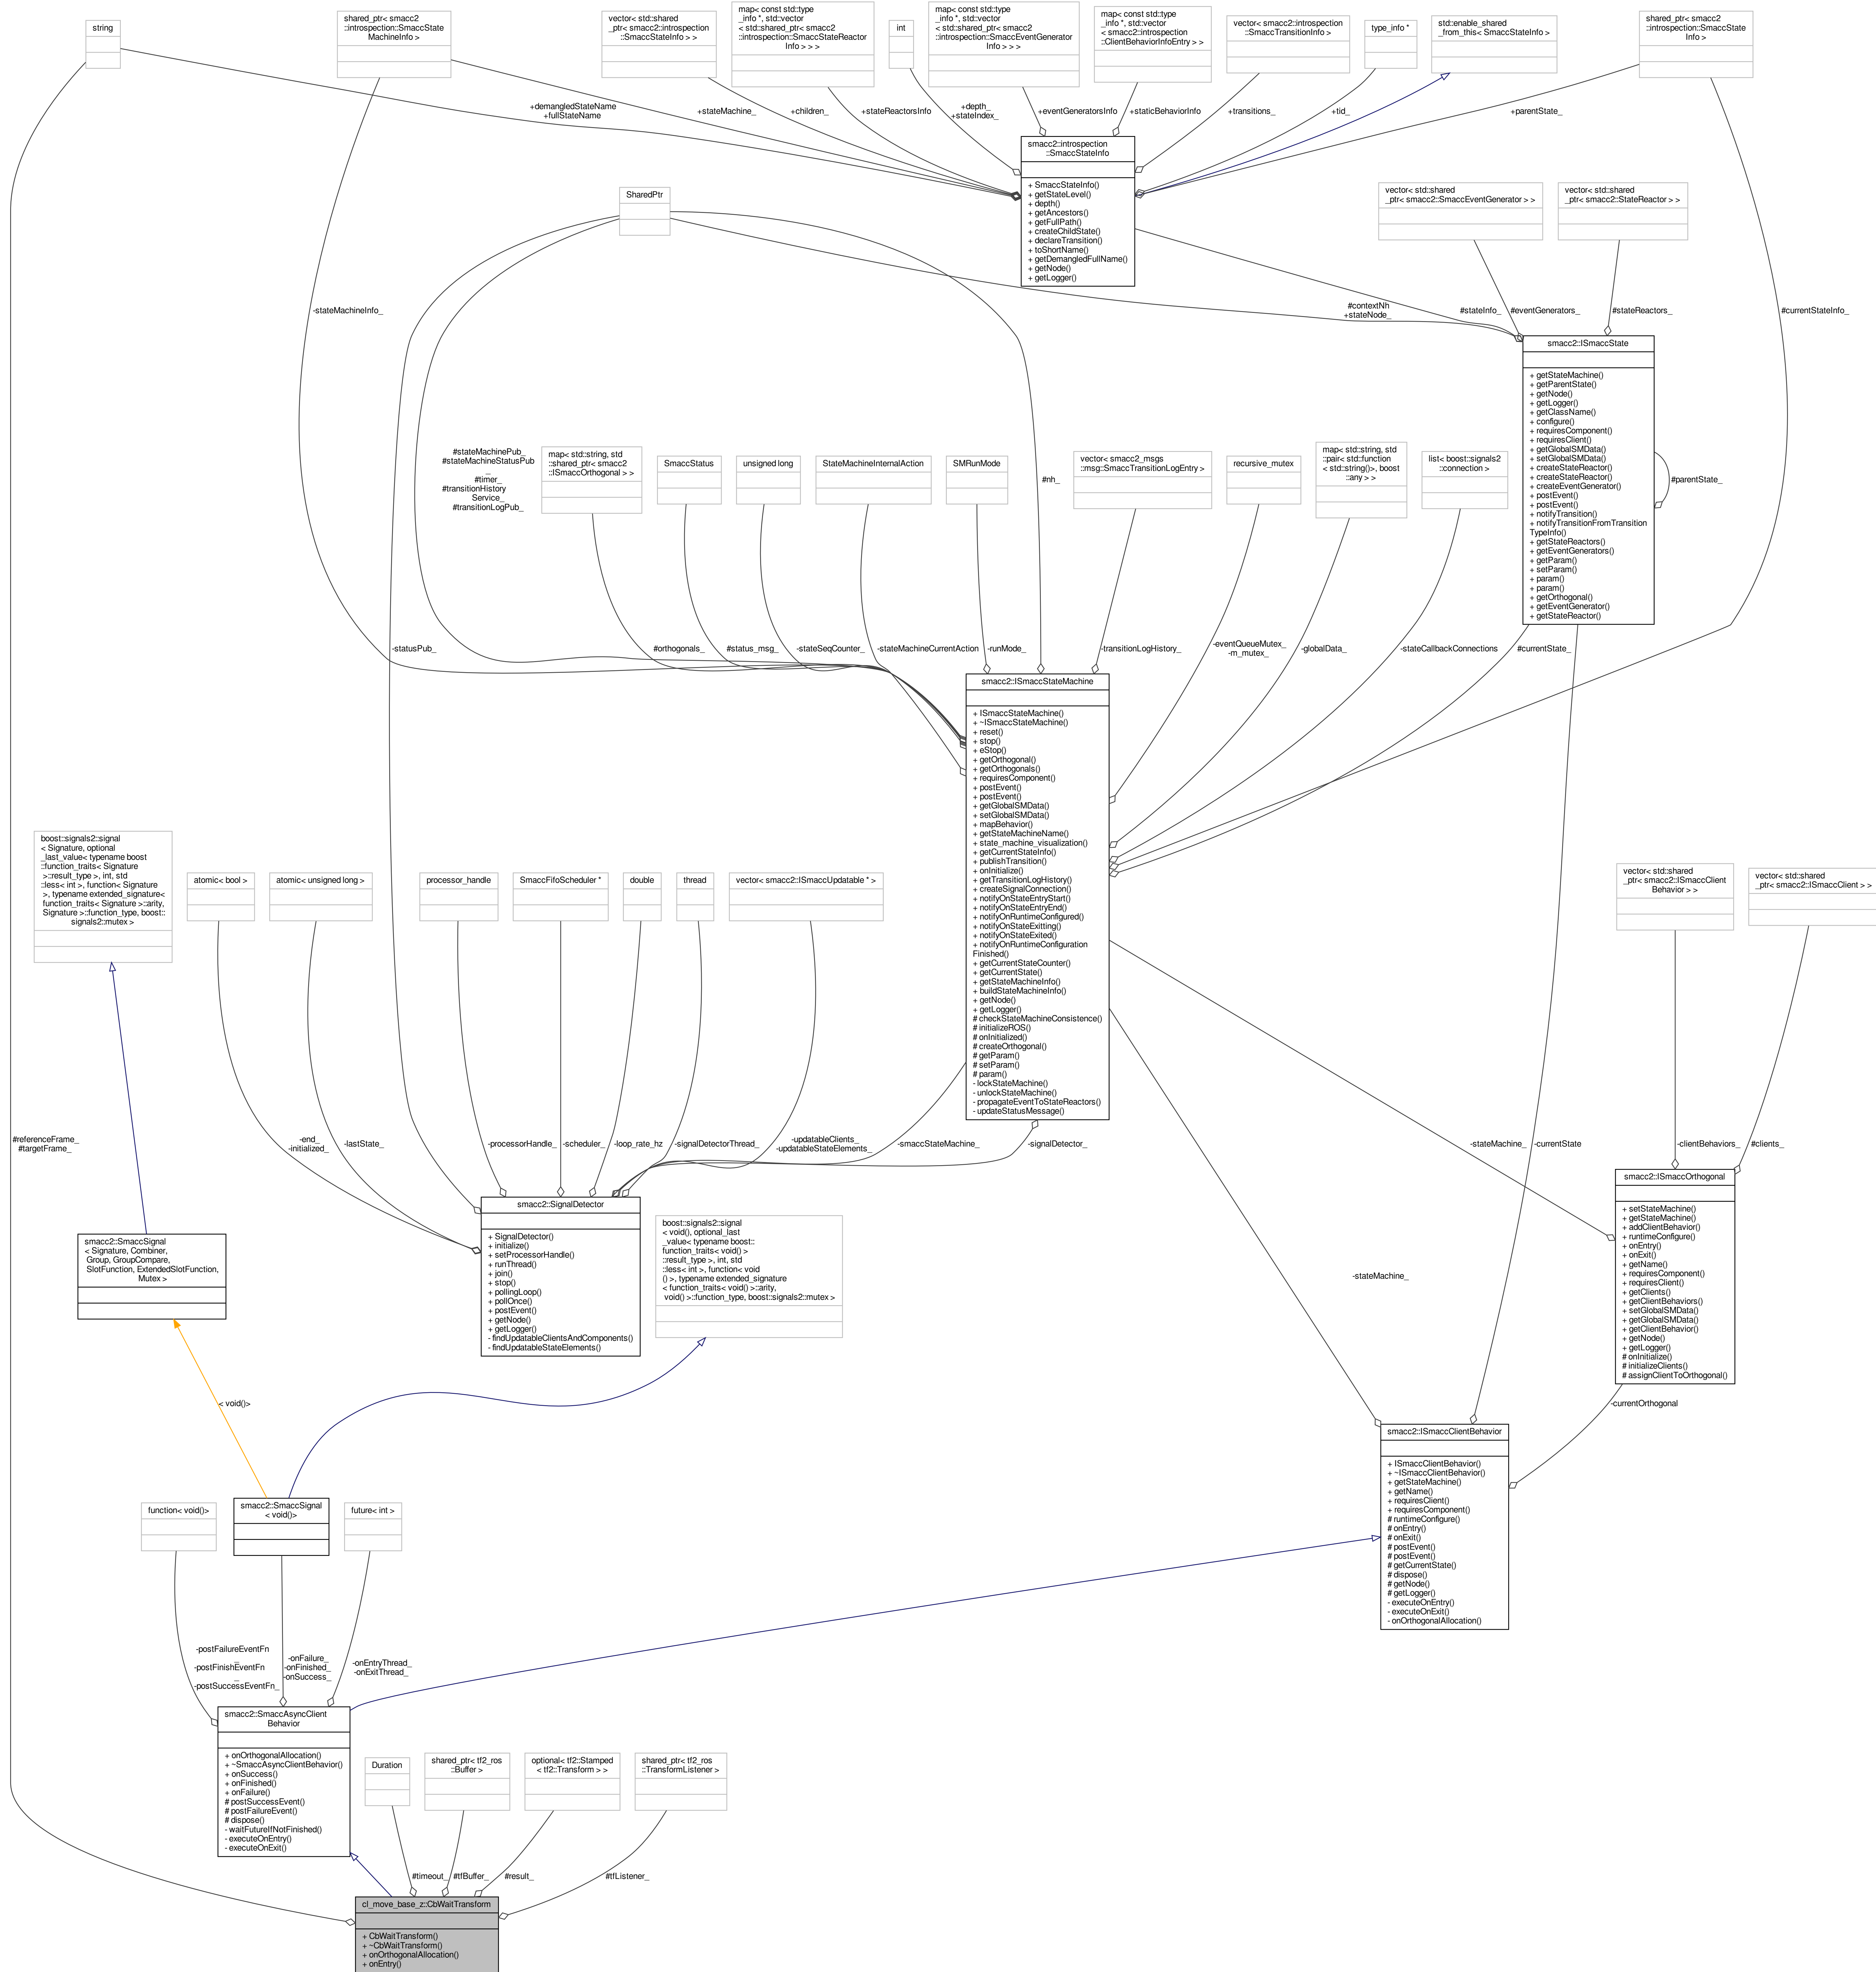 string
shared_ptr< smacc2
::introspection::SmaccState
MachineInfo >
vector< std::shared
_ptr< smacc2::introspection
::SmaccStateInfo > >
map< const std::type
_info *, std::vector
< std::shared_ptr< smacc2
::introspection::SmaccStateReactor
Info > > >
int
map< const std::type
_info *, std::vector
< std::shared_ptr< smacc2
::introspection::SmaccEventGenerator
Info > > >
map< const std::type
_info *, std::vector
< smacc2::introspection
::ClientBehaviorInfoEntry > >
vector< smacc2::introspection
::SmaccTransitionInfo >
type_info *
std::enable_shared
_from_this< SmaccStateInfo >
shared_ptr< smacc2
::introspection::SmaccState
Info >
+demangledStateName
+fullStateName
+stateMachine_
+children_
+stateReactorsInfo
+depth_
+stateIndex_
+eventGeneratorsInfo
+staticBehaviorInfo
+transitions_
+tid_
+parentState_
smacc2::introspection
::SmaccStateInfo
+ SmaccStateInfo()
+ getStateLevel()
+ depth()
+ getAncestors()
+ getFullPath()
+ createChildState()
+ declareTransition()
+ toShortName()
+ getDemangledFullName()
+ getNode()
+ getLogger()
SharedPtr
vector< std::shared
_ptr< smacc2::SmaccEventGenerator > >
vector< std::shared
_ptr< smacc2::StateReactor > >
-stateMachineInfo_
#contextNh
+stateNode_
#stateInfo_
#eventGenerators_
#stateReactors_
#currentStateInfo_
smacc2::ISmaccState
+ getStateMachine()
+ getParentState()
+ getNode()
+ getLogger()
+ getClassName()
+ configure()
+ requiresComponent()
+ requiresClient()
+ getGlobalSMData()
+ setGlobalSMData()
+ createStateReactor()
+ createStateReactor()
+ createEventGenerator()
+ postEvent()
+ postEvent()
+ notifyTransition()
+ notifyTransitionFromTransition
TypeInfo()
+ getStateReactors()
+ getEventGenerators()
+ getParam()
+ setParam()
+ param()
+ param()
+ getOrthogonal()
+ getEventGenerator()
+ getStateReactor()
#parentState_
#stateMachinePub_
#stateMachineStatusPub
_
#timer_
#transitionHistory
Service_
#transitionLogPub_
map< std::string, std
::shared_ptr< smacc2
::ISmaccOrthogonal > >
SmaccStatus
unsigned long
StateMachineInternalAction
SMRunMode
#nh_
vector< smacc2_msgs
::msg::SmaccTransitionLogEntry >
recursive_mutex
map< std::string, std
::pair< std::function
< std::string()>, boost
::any > >
list< boost::signals2
::connection >
-statusPub_
#orthogonals_
#status_msg_
-stateSeqCounter_
-stateMachineCurrentAction
-runMode_
-transitionLogHistory_
-eventQueueMutex_
-m_mutex_
-globalData_
-stateCallbackConnections
#currentState_
smacc2::ISmaccStateMachine
+ ISmaccStateMachine()
+ ~ISmaccStateMachine()
+ reset()
+ stop()
+ eStop()
+ getOrthogonal()
+ getOrthogonals()
+ requiresComponent()
+ postEvent()
+ postEvent()
+ getGlobalSMData()
+ setGlobalSMData()
+ mapBehavior()
+ getStateMachineName()
+ state_machine_visualization()
+ getCurrentStateInfo()
+ publishTransition()
+ onInitialize()
+ getTransitionLogHistory()
+ createSignalConnection()
+ notifyOnStateEntryStart()
+ notifyOnStateEntryEnd()
+ notifyOnRuntimeConfigured()
+ notifyOnStateExitting()
+ notifyOnStateExited()
+ notifyOnRuntimeConfiguration
Finished()
+ getCurrentStateCounter()
+ getCurrentState()
+ getStateMachineInfo()
+ buildStateMachineInfo()
+ getNode()
+ getLogger()
# checkStateMachineConsistence()
# initializeROS()
# onInitialized()
# createOrthogonal()
# getParam()
# setParam()
# param()
- lockStateMachine()
- unlockStateMachine()
- propagateEventToStateReactors()
- updateStatusMessage()
boost::signals2::signal
< Signature, optional
_last_value< typename boost
::function_traits< Signature
>::result_type >, int, std
::less< int >, function< Signature
>, typename extended_signature<
function_traits< Signature >::arity,
Signature >::function_type, boost::
signals2::mutex >
atomic< bool >
atomic< unsigned long >
processor_handle
SmaccFifoScheduler *
double
thread
vector< smacc2::ISmaccUpdatable * >
vector< std::shared
_ptr< smacc2::ISmaccClient
Behavior > >
vector< std::shared
_ptr< smacc2::ISmaccClient > >
#referenceFrame_
#targetFrame_
-end_
-initialized_
-lastState_
-processorHandle_
-scheduler_
-loop_rate_hz
-signalDetectorThread_
-updatableClients_
-updatableStateElements_
-smaccStateMachine_
-signalDetector_
-stateMachine_
-currentState
-clientBehaviors_
#clients_
smacc2::ISmaccOrthogonal
+ setStateMachine()
+ getStateMachine()
+ addClientBehavior()
+ runtimeConfigure()
+ onEntry()
+ onExit()
+ getName()
+ requiresComponent()
+ requiresClient()
+ getClients()
+ getClientBehaviors()
+ setGlobalSMData()
+ getGlobalSMData()
+ getClientBehavior()
+ getNode()
+ getLogger()
# onInitialize()
# initializeClients()
# assignClientToOrthogonal()
smacc2::SignalDetector
+ SignalDetector()
+ initialize()
+ setProcessorHandle()
+ runThread()
+ join()
+ stop()
+ pollingLoop()
+ pollOnce()
+ postEvent()
+ getNode()
+ getLogger()
- findUpdatableClientsAndComponents()
- findUpdatableStateElements()
boost::signals2::signal
< void(), optional_last
_value< typename boost::
function_traits< void() >
::result_type >, int, std
::less< int >, function< void
() >, typename extended_signature
< function_traits< void() >::arity,
void() >::function_type, boost::signals2::mutex >
smacc2::SmaccSignal
< Signature, Combiner,
Group, GroupCompare,
SlotFunction, ExtendedSlotFunction,
Mutex >
-stateMachine_
< void()>
-currentOrthogonal
smacc2::ISmaccClientBehavior
+ ISmaccClientBehavior()
+ ~ISmaccClientBehavior()
+ getStateMachine()
+ getName()
+ requiresClient()
+ requiresComponent()
# runtimeConfigure()
# onEntry()
# onExit()
# postEvent()
# postEvent()
# getCurrentState()
# dispose()
# getNode()
# getLogger()
- executeOnEntry()
- executeOnExit()
- onOrthogonalAllocation()
function< void()>
smacc2::SmaccSignal
< void()>
future< int >
-postFailureEventFn
_
-postFinishEventFn
_
-postSuccessEventFn_
-onFailure_
-onFinished_
-onSuccess_
-onEntryThread_
-onExitThread_
smacc2::SmaccAsyncClient
Behavior
+ onOrthogonalAllocation()
+ ~SmaccAsyncClientBehavior()
+ onSuccess()
+ onFinished()
+ onFailure()
# postSuccessEvent()
# postFailureEvent()
# dispose()
- waitFutureIfNotFinished()
- executeOnEntry()
- executeOnExit()
Duration
shared_ptr< tf2_ros
::Buffer >
optional< tf2::Stamped
< tf2::Transform > >
shared_ptr< tf2_ros
::TransformListener >
#timeout_
#tfBuffer_
#result_
#tfListener_
cl_move_base_z::CbWaitTransform
+ CbWaitTransform()
+ ~CbWaitTransform()
+ onOrthogonalAllocation()
+ onEntry()